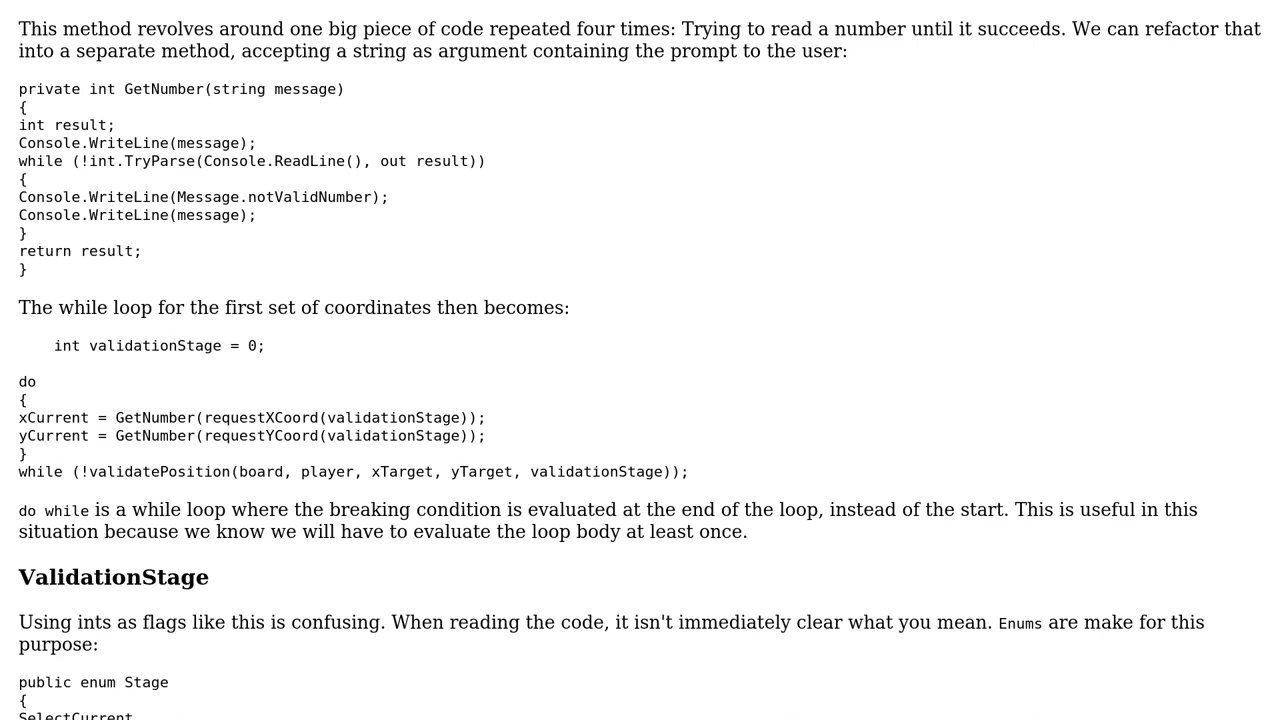 This method revolves around one big piece of code repeated four times: Trying to read a number until it succeeds. We can refactor that
into a separate method, accepting a string as argument containing the prompt to the user:
private int GetNumber(string message)
{
int result;
Console.WriteLine(message);
while (!int.TryParse(Console.ReadLine(), out result))
{
Console.WriteLine(Message.notValidNumber);
Console.WriteLine(message);
}
return result;
}
The while loop for the first set of coordinates then becomes:
int validationStage = 0;
do
{
xCurrent = GetNumber(requestXCoord(validationStage));
yCurrent = GetNumber(requestYCoord(validationStage));
}
while (!validatePosition(board, player, xTarget, yTarget, validationStage));
do while is a while loop where the breaking condition is evaluated at the end of the loop, instead of the start. This is useful in this
situation because we know we will have to evaluate the loop body at least once.
ValidationStage
Using ints as flags like this is confusing. When reading the code, it isn't immediately clear what you mean. Enums are make for this
purpose:
public enum Stage
{
SelectCurrent